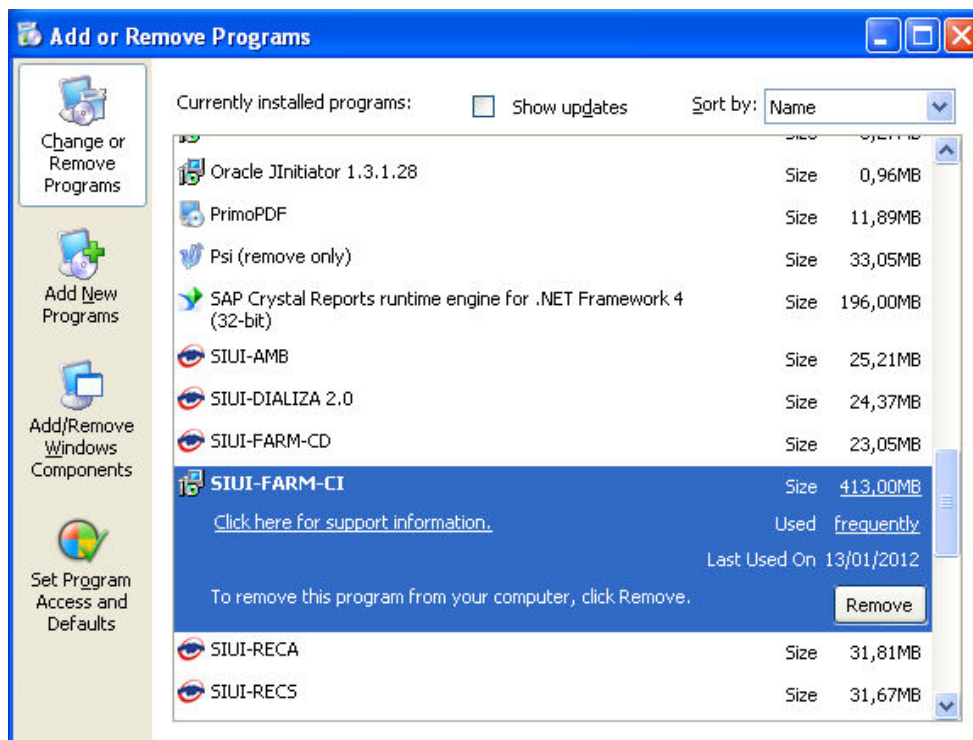 Add or Remove Programs
Change or
Remove
Programs
Add New
Programs
Add/Remove
Windows
Components
Set Program
Access and
Defaults
Currently installed programs:
Show updates
Sort by:
Name
Oracle JInitiator 1.3.1.28 Size 0,96MB
PrimoPDF Size 11,89MB
Psi (remove only) Size 33,05MB
SAP Crystal Reports runtime engine for .NET Framework 4 Size 196,00MB
(32-bit)
SIUI-AMB Size 25,21MB
SIUI-DIALIZA 2.0 Size 24,37MB
SIUI-FARM-CD Size 23,05MB
SIUI-FARM-CI Size 413,00MB
Click here for support information. Used frequently
Last Used On 13/01/2012
To remove this program from your computer, click Remove. Remove
SIUI-RECA Size 31,81MB
SIUI-RECS Size 31,67MB